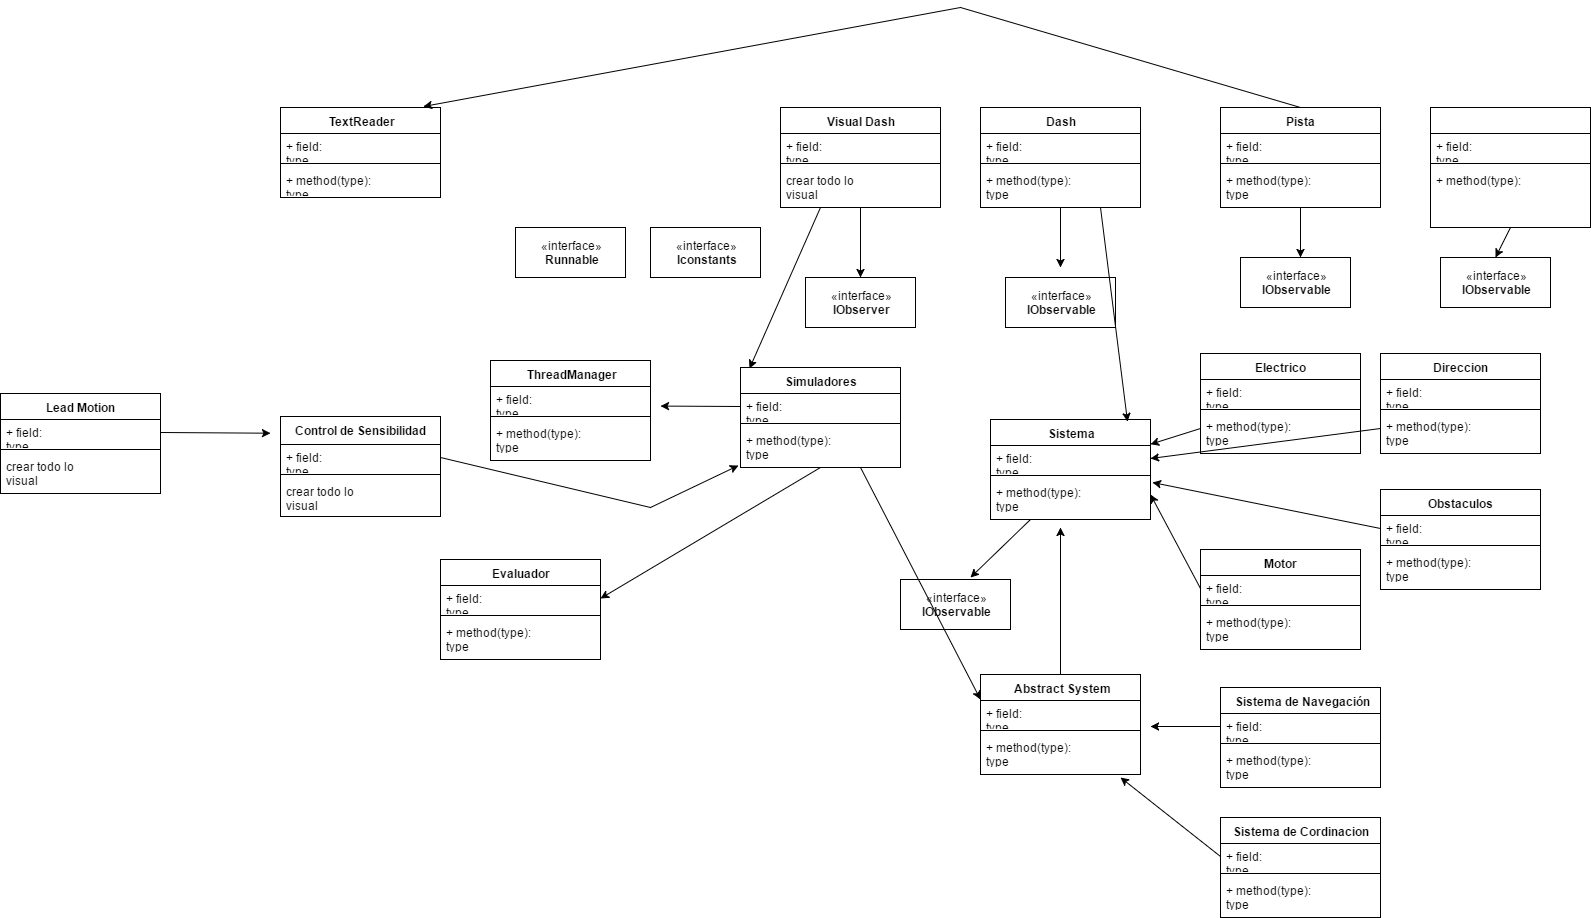 TextReader
+ field:
type
+ method(type):
type
Visual Dash
+ field:
type
crear todo lo
visual
Dash
+ field:
type
+ method(type):
type
Pista
+ field:
type
+ method(type):
type
+ field:
type
+ method(type):
«interface»
Runnable
«interface»
Iconstants
«interface»
IObserver
«interface»
IObservable
«interface»
IObservable
«interface»
IObservable
Lead Motion
+ field:
type
crear todo lo
visual
Control de Sensibilidad
+ field:
type
crear todo lo
visual
ThreadManager
+ field:
type
+ method(type):
type
Simuladores
+ field:
type
+ method(type):
type
Sistema
+ field:
type
+ method(type):
type
Electrico
+ field:
type
+ method(type):
type
Direccion
+ field:
type
+ method(type):
type
Obstaculos
+ field:
type
+ method(type):
type
Evaluador
+ field:
type
+ method(type):
type
«interface»
IObservable
Motor
+ field:
type
+ method(type):
type
Abstract System
+ field:
type
+ method(type):
type
Sistema de Navegación
+ field:
type
+ method(type):
type
Sistema de Cordinacion
+ field:
type
+ method(type):
type